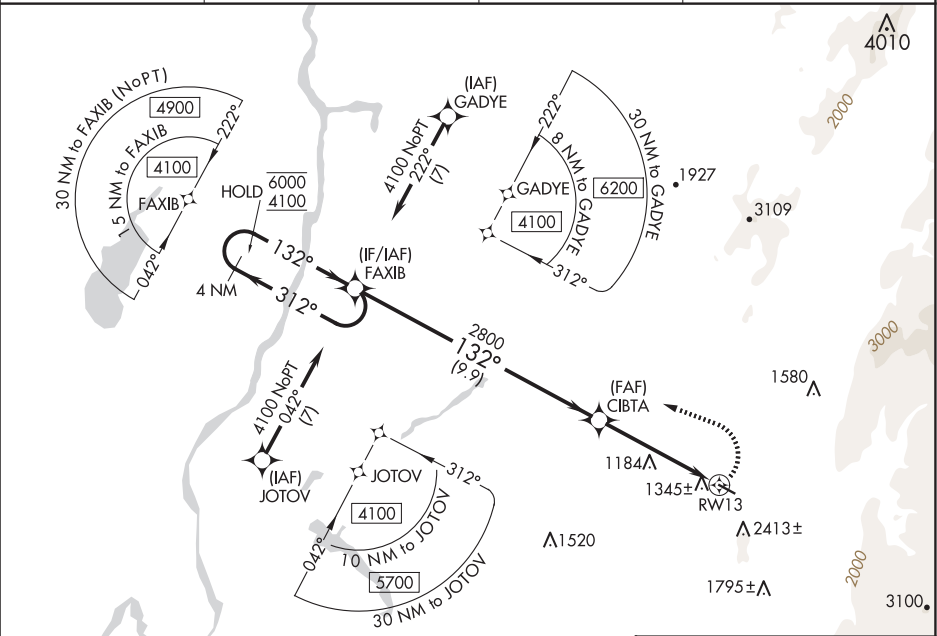 4010
2000
30 NM to FAXIB (NoPT)
4900
222°
15 NM to FAXIB
4100
FAXIB
042°
HOLD
6000
4100
132°
312°
4 NM
(IF/IAF)
FAXIB
(IAF)
GADYE
4100 NoPT
222°
(7)
222°
30 NM to GADYE
8 NM to GADYE
GADYE
6200
4100
312°
1927
3109
3000
2800
132°
(9.9)
1580
(FAF)
CIBTA
1184
1345±
RW13
2413±
4100 NoPT
042°
(7)
(IAF)
JOTOV
312°
JOTOV
4100
10 NM to JOTOV
042°
5700
30 NM to JOTOV
1520
1795±
2000
3100